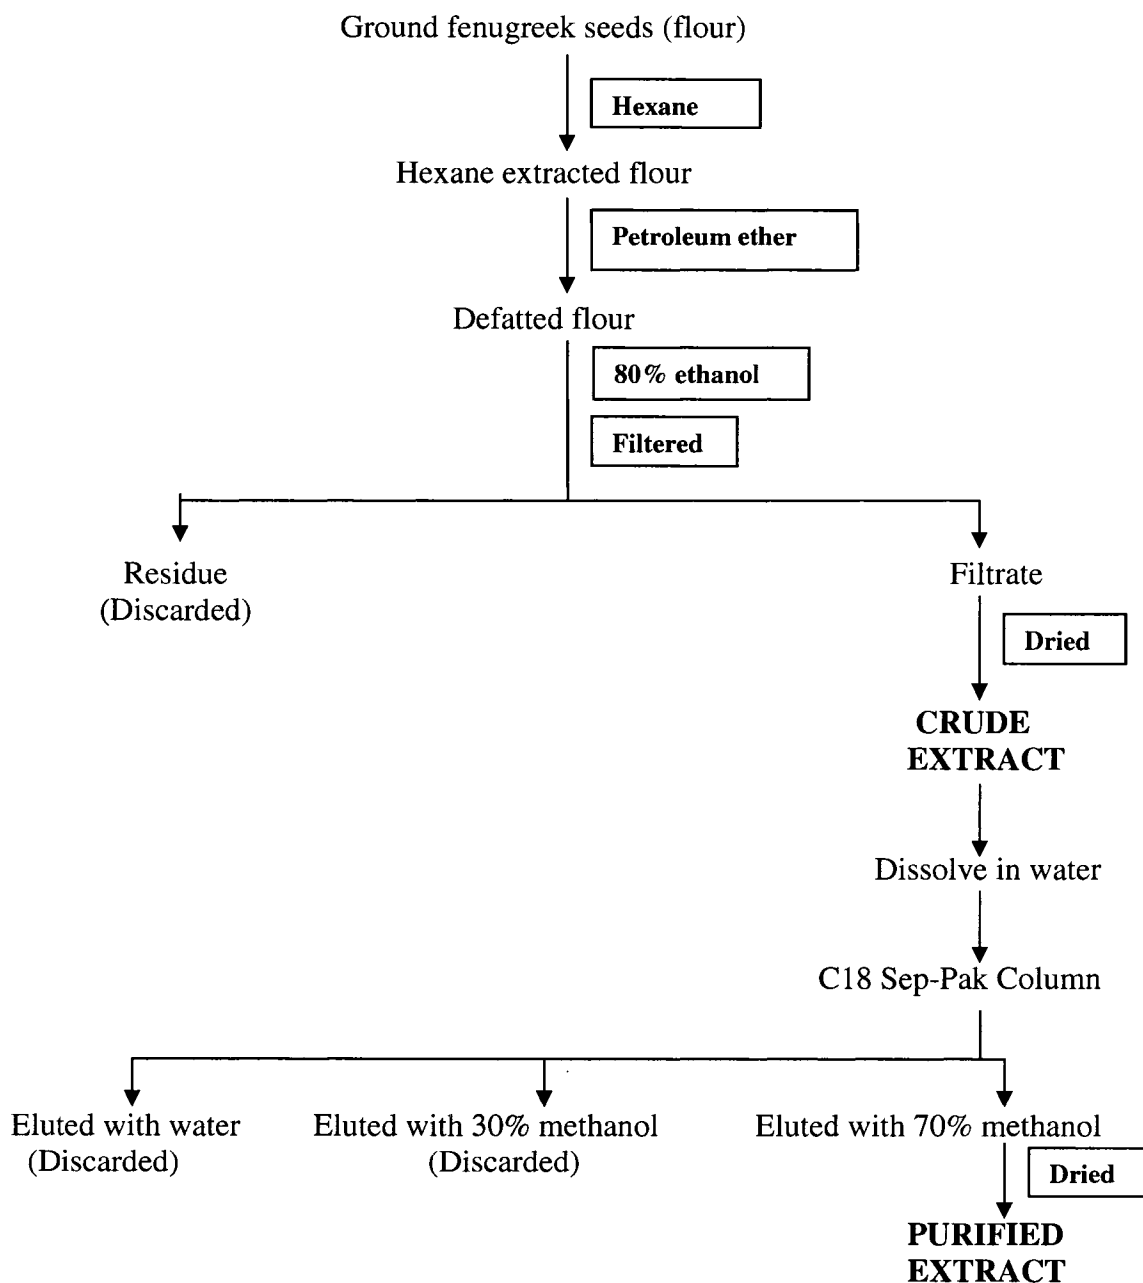 Ground fenugreek seeds (flour)
Hexane
Hexane extracted flour
Petroleum ether
Defatted flour
80% ethanol
Filtered
Residue
(Discarded)
Filtrate
Dried
CRUDE
EXTRACT
Dissolve in water
C18 Sep-Pak Column
Eluted with water
(Discarded)
Eluted with 30% methanol
(Discarded)
Eluted with 70% methanol
Dried
PURIFIED
EXTRACT